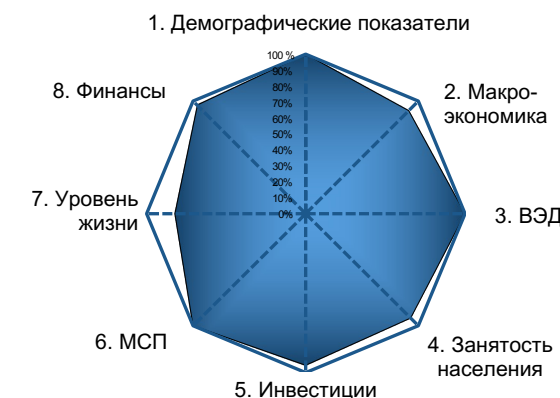 1. Демографические показатели
100 %
90%
80%
70%
60%
50%
40%
30%
20%
10%
0%
2. Макро-
экономика
3. ВЭД
4. Занятость
населения
5. Инвестиции
6. МСП
7. Уровень
жизни
8. Финансы